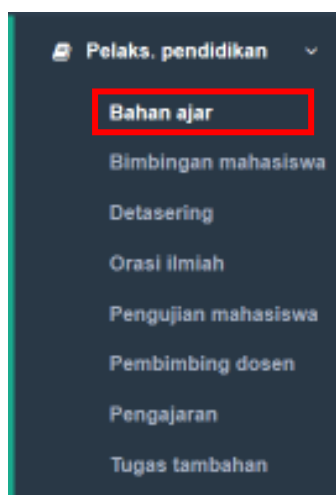 Pelaks. pendidikan
Bahan ajar
Bimbingan mahasiswa
Detasering
Orasi ilmiah
Pengujian mahasiswa
Pembimbing dosen
Pengajaran
Tugas tambahan